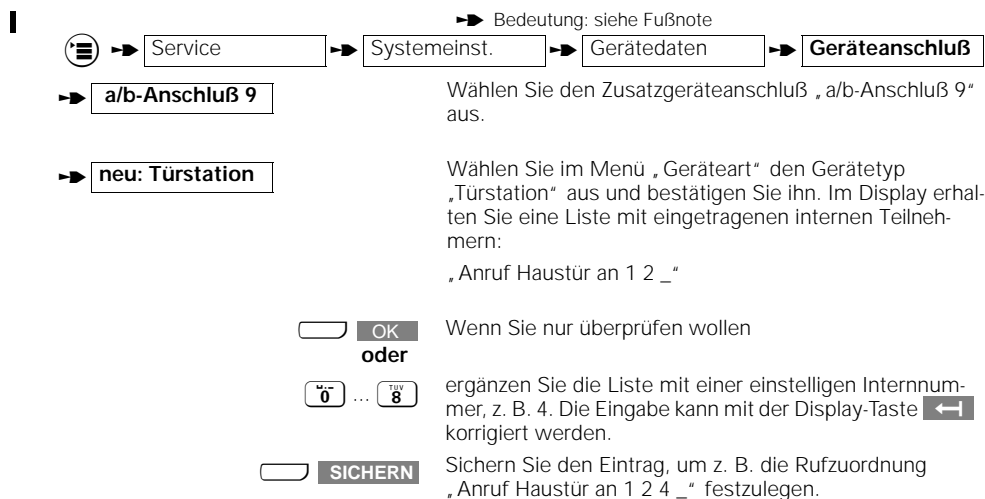 Bedeutung: siehe Fußnote
Service Systemeinst. Gerätedaten Geräteanschluß
a/b-Anschluß 9
Wählen Sie den Zusatzgeräteanschluß „a/b-Anschluß 9“
aus.
neu: Türstation
Wählen Sie im Menü „Geräteart“ den Gerätetyp
„Türstation“ aus und bestätigen Sie ihn. Im Display erhal-
ten Sie eine Liste mit eingetragenen internen Teilneh-
mern:
„Anruf Haustür an 1 2 _“
OK
Wenn Sie nur überprüfen wollen
oder
0 ... TUV 8
ergänzen Sie die Liste mit einer einstelligen Internnum-
mer, z. B. 4. Die Eingabe kann mit der Display-Taste
korrigiert werden.
SICHERN
Sichern Sie den Eintrag, um z. B. die Rufzuordnung
„Anruf Haustür an 1 2 4 _“ festzulegen.